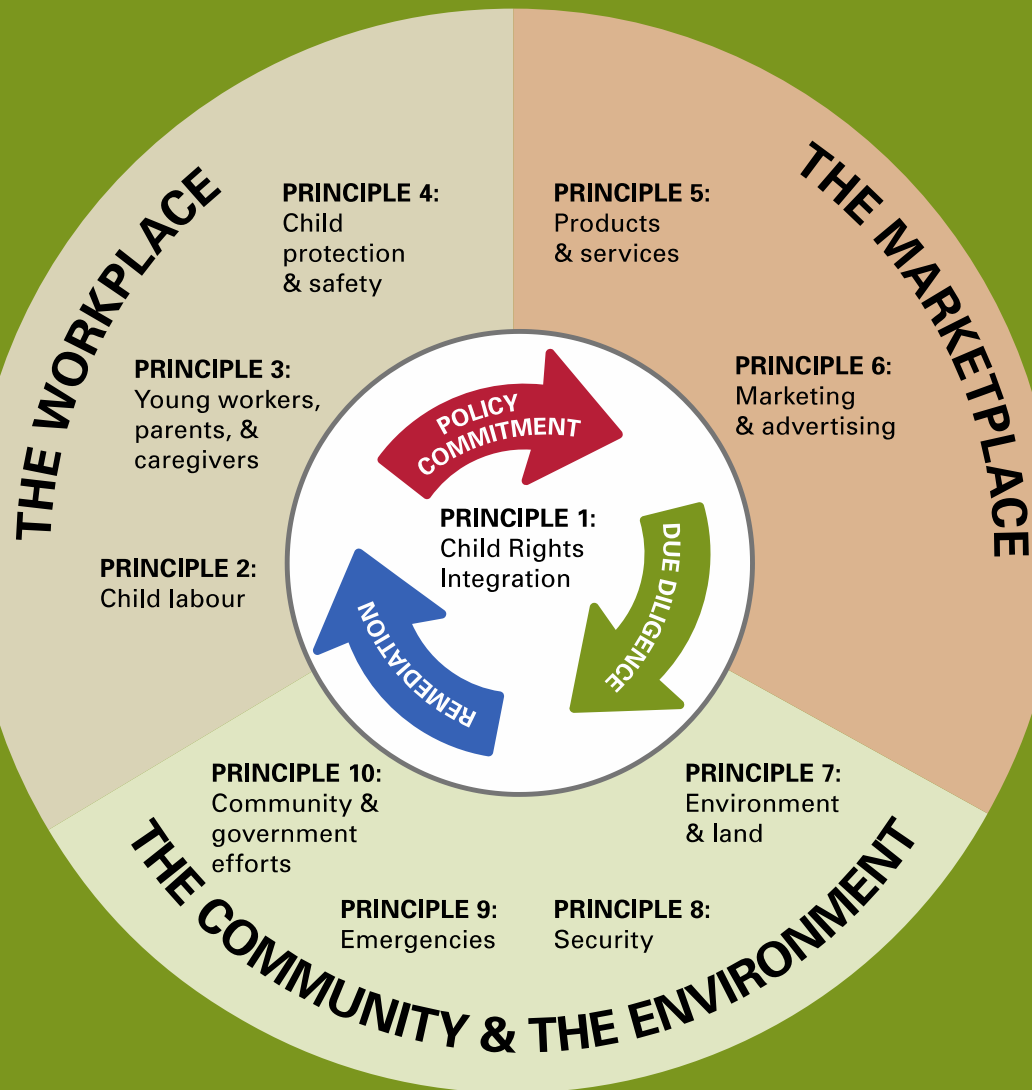 THE WORKPLACE
PRINCIPLE 4:
Child
protection
& safety
PRINCIPLE 3:
Young workers,
parents, &
caregivers
PRINCIPLE 2:
Child labour
THE MARKETPLACE
PRINCIPLE 5:
Products
& services
PRINCIPLE 6:
Marketing
& advertising
POLICY
COMMITMENT
PRINCIPLE 1:
Child Rights
Integration
DUE DILIGENCE
REMEDIATION
PRINCIPLE 10:
Community &
government
efforts
PRINCIPLE 7:
Environment
& land
PRINCIPLE 9:
Emergencies
PRINCIPLE 8:
Security
THE COMMUNITY & THE ENVIRONMENT